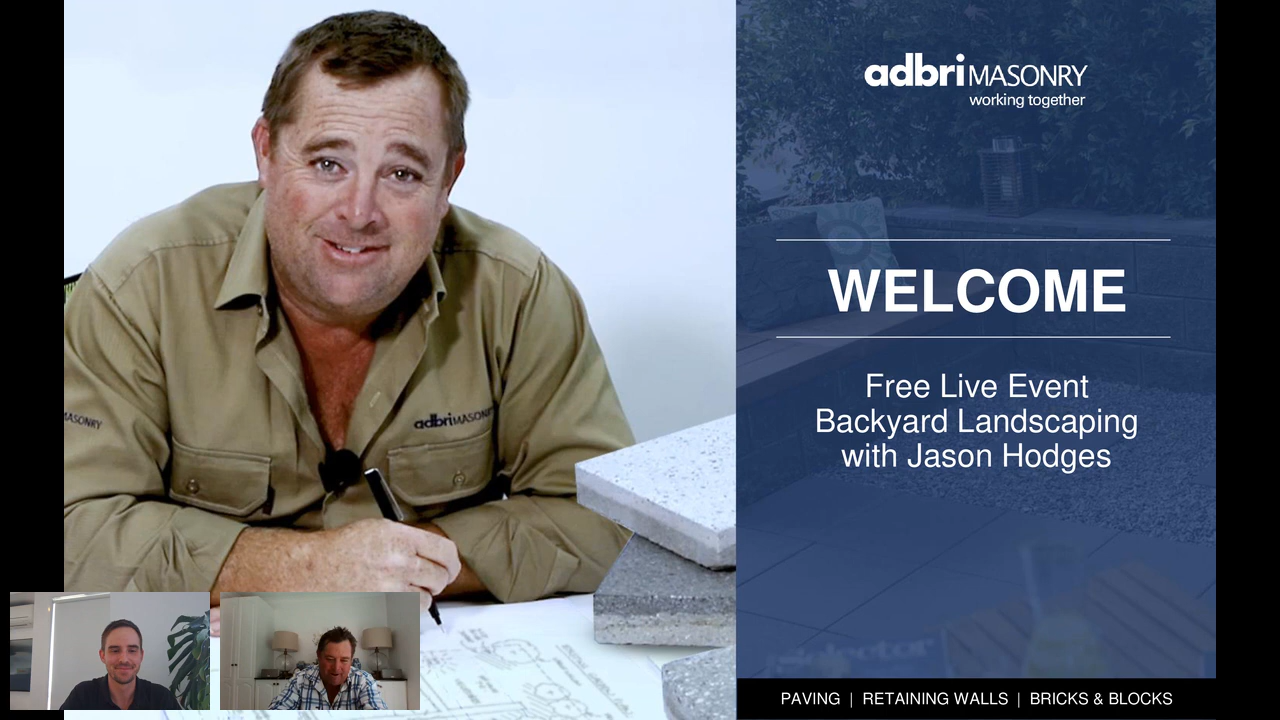 adbri MASONRY
working together
WELCOME
Free Live Event
Backyard Landscaping
with Jason Hodges
MASONRY
adbri MASONRY
PAVING | RETAINING WALLS | BRICKS & BLOCKS